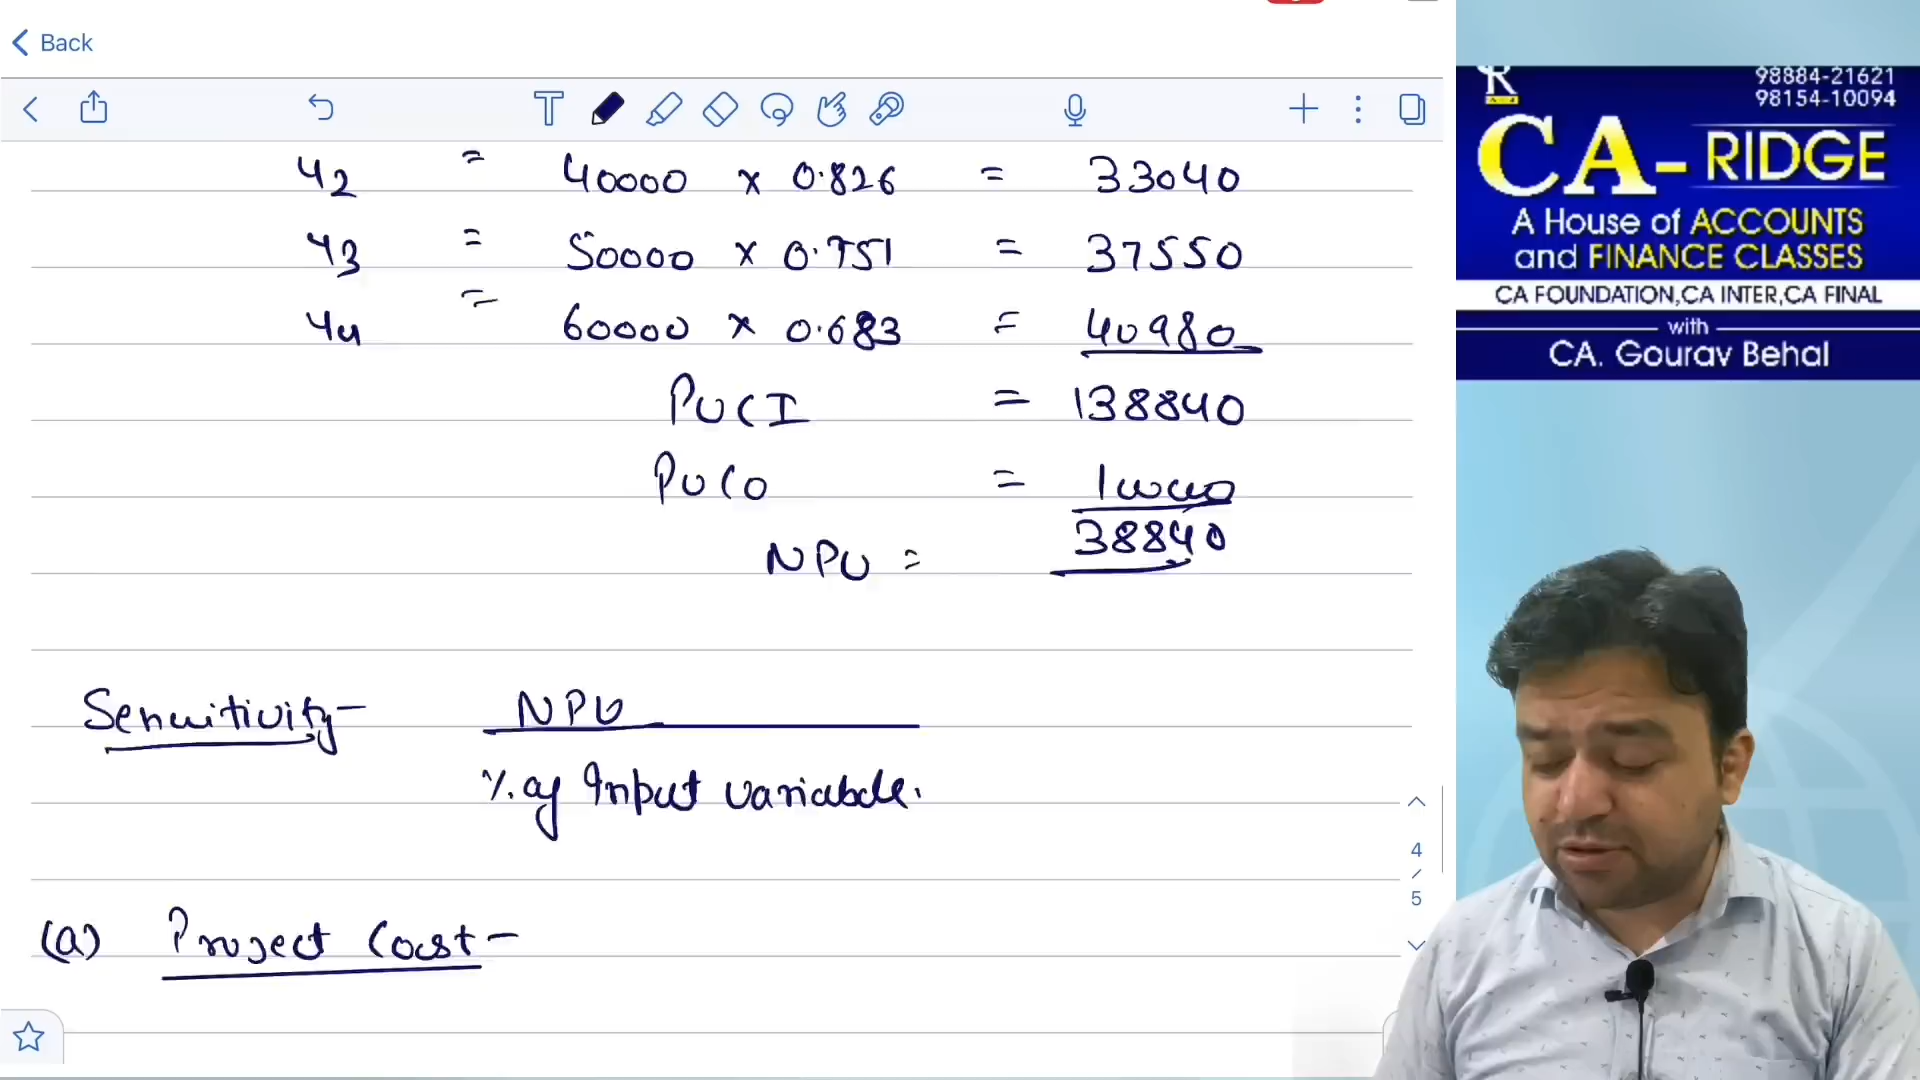 Back
Y2 = 40000 x 0.826 = 33040
Y3 = 50000 x 0.751 = 37550
Y4 = 60000 x 0.683 = 40980
PVCI = 138840
PVCO = 100000
NPV = 38840
Sensitivity - NPV
% of Input variable.
(a) Project Cost -
4
5
98884-21621
98154-10094
CA-RIDGE
A House of ACCOUNTS
and FINANCE CLASSES
CA FOUNDATION,CA INTER,CA FINAL
with
CA. Gourav Behal